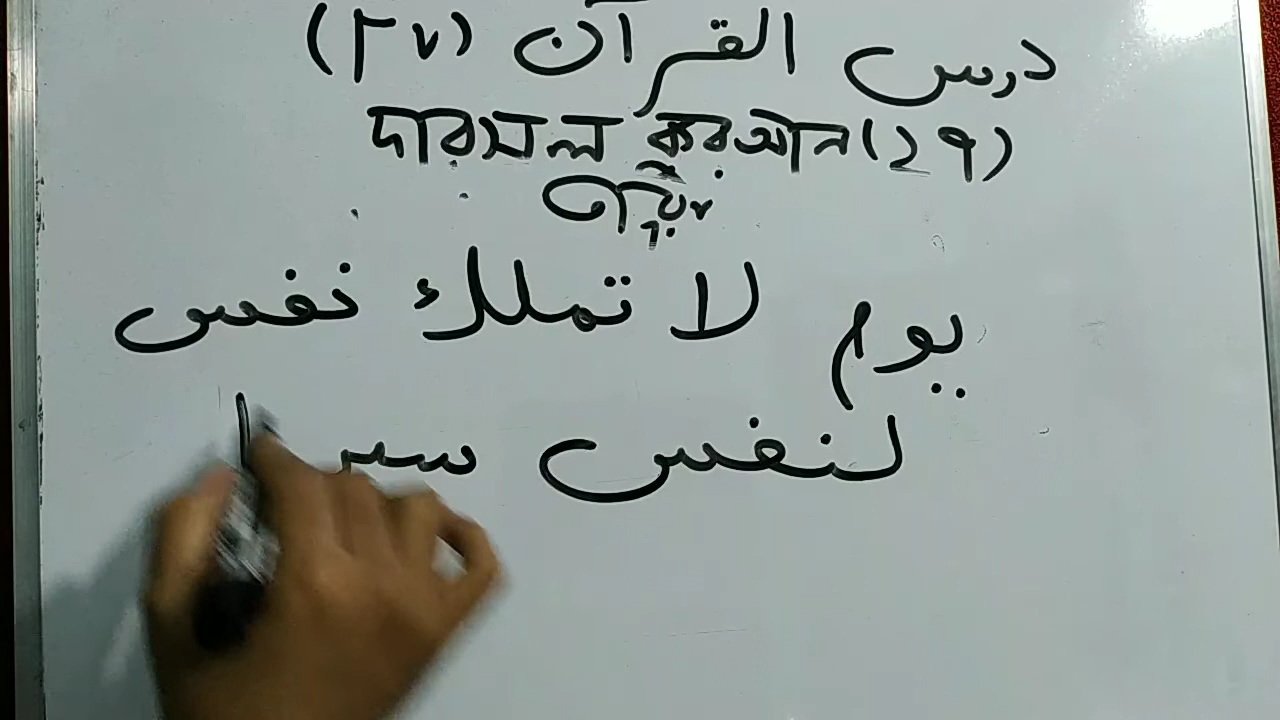 درس القرآن (٢٧)
দারসুল কুরআন (২৭)
يوم لا تملك نفس
لنفس